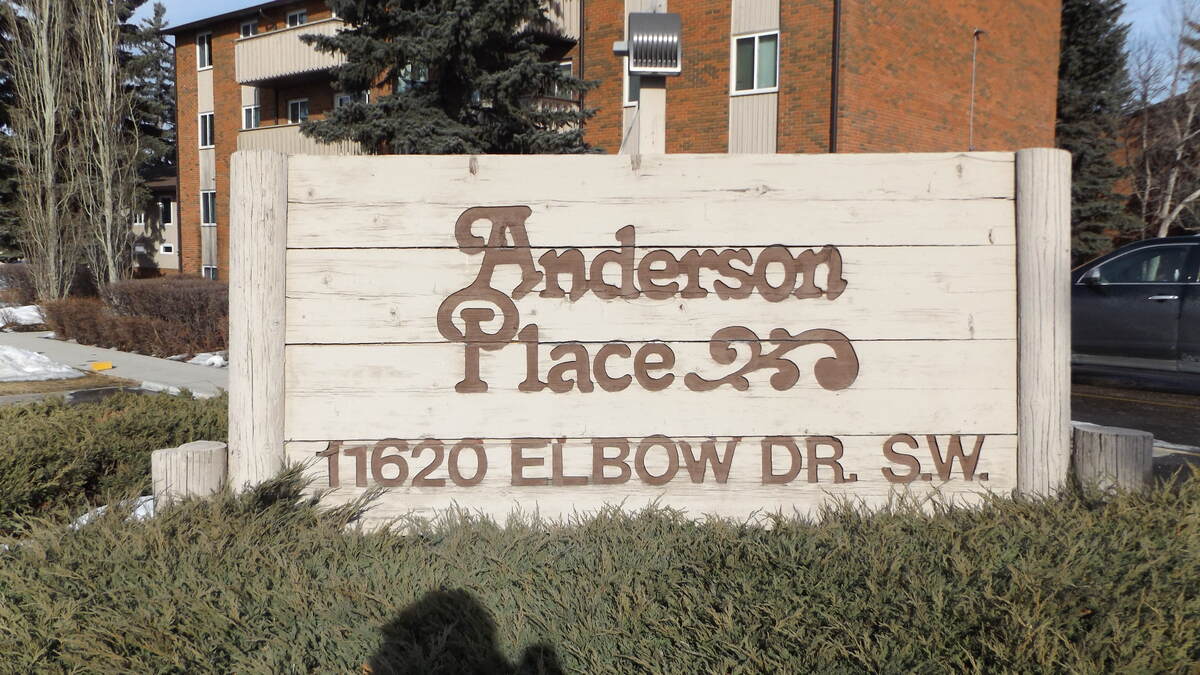 Anderson
Place
11620 ELBOW DR. S.W.